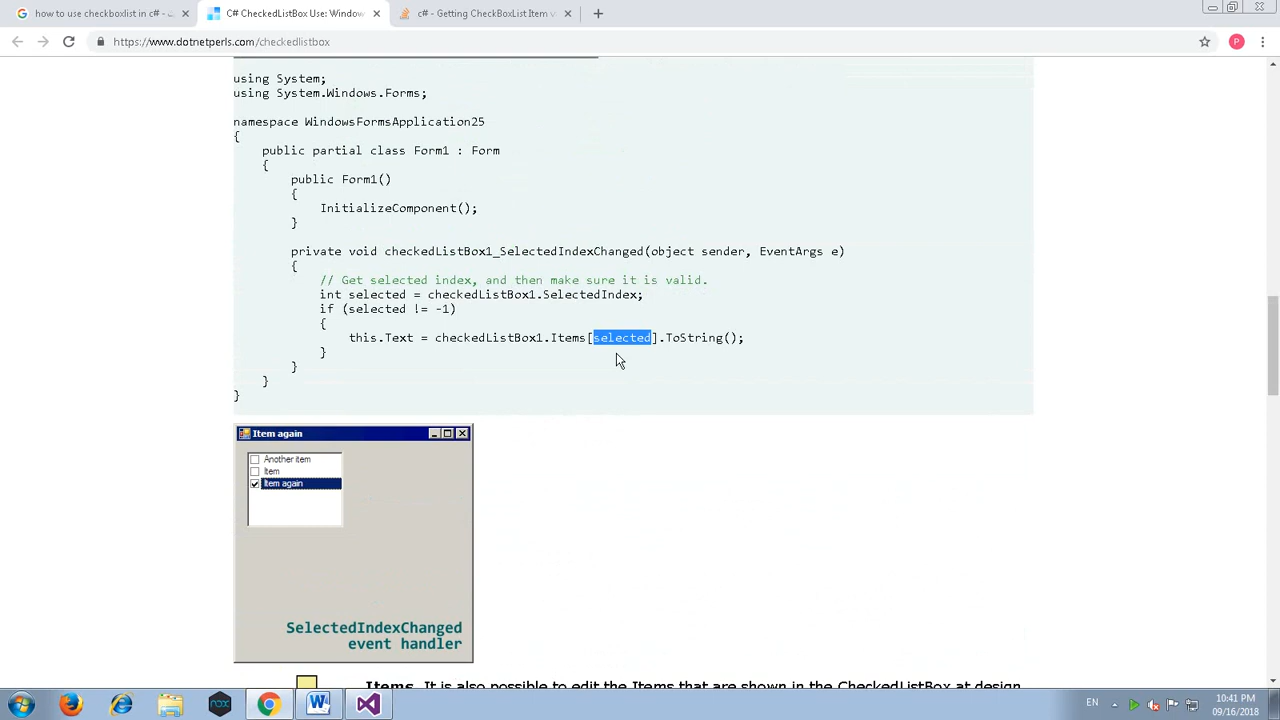 how to use checkboxlist in c# - C
C# CheckedListBox Use: Window
c# - Getting CheckBoxList Item v
https://www.dotnetperls.com/checkedlistbox
P
using System;
using System.Windows.Forms;
namespace WindowsFormsApplication25
{
public partial class Form1 : Form
{
public Form1()
{
InitializeComponent();
}
private void checkedListBox1_SelectedIndexChanged(object sender, EventArgs e)
{
// Get selected index, and then make sure it is valid.
int selected = checkedListBox1.SelectedIndex;
if (selected != -1)
{
this.Text = checkedListBox1.Items[selected].ToString();
}
}
}
}
Item again
Another item
Item
Item again
SelectedIndexChanged
event handler
Items. It is also possible to edit the Items that are shown in the CheckedListBox at design
nox
EN
10:41 PM
09/16/2018